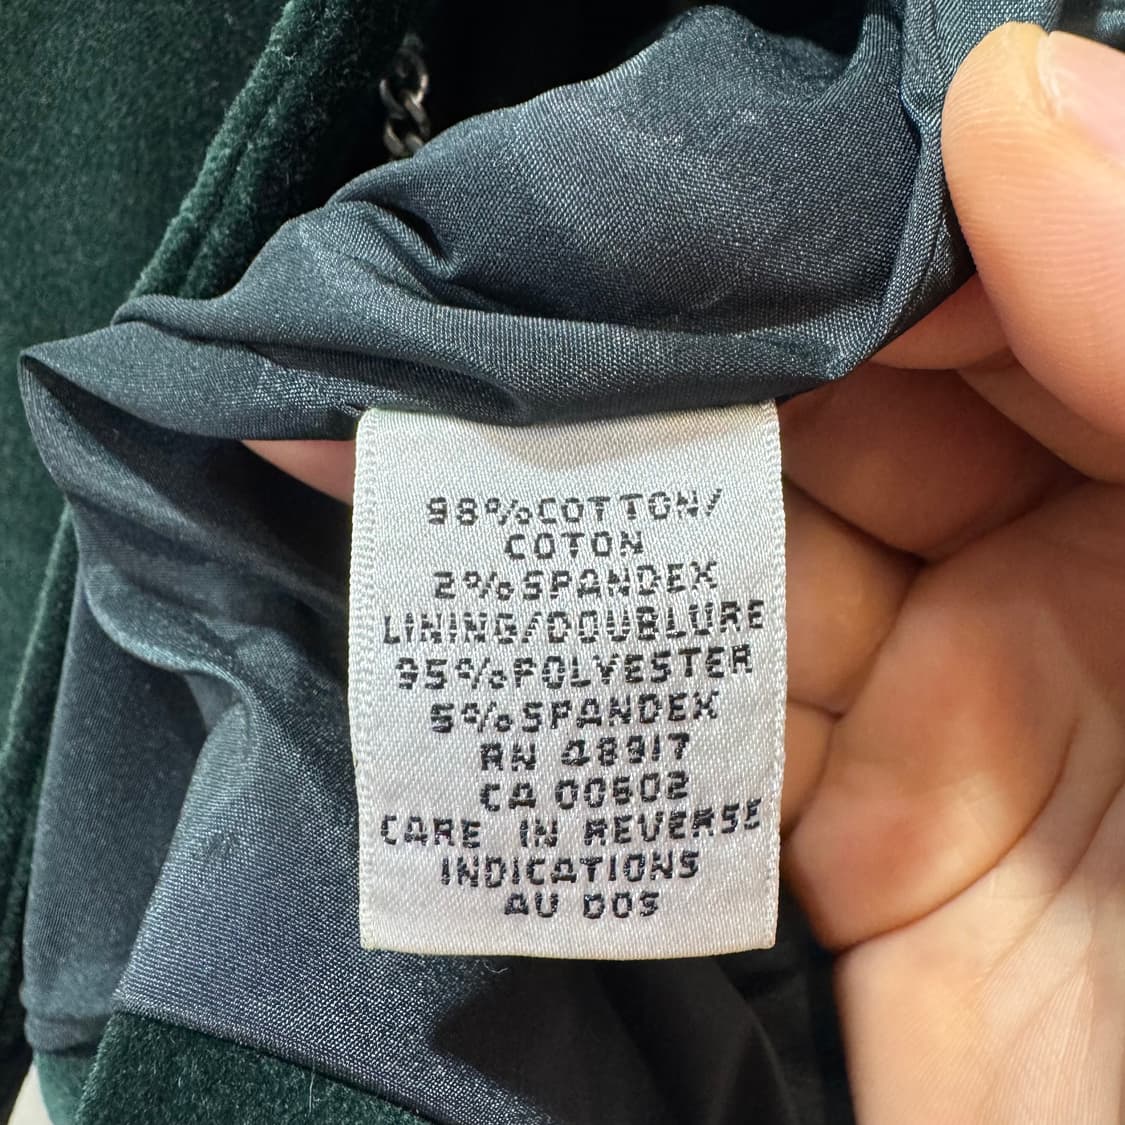 98%COTTON/
COTON
2%SPANDEX
LINING/DOUBLURE
95%POLYESTER
5%SPANDEX
RN 48917
CA 00602
CARE IN REVERSE
INDICATIONS
AU DOS